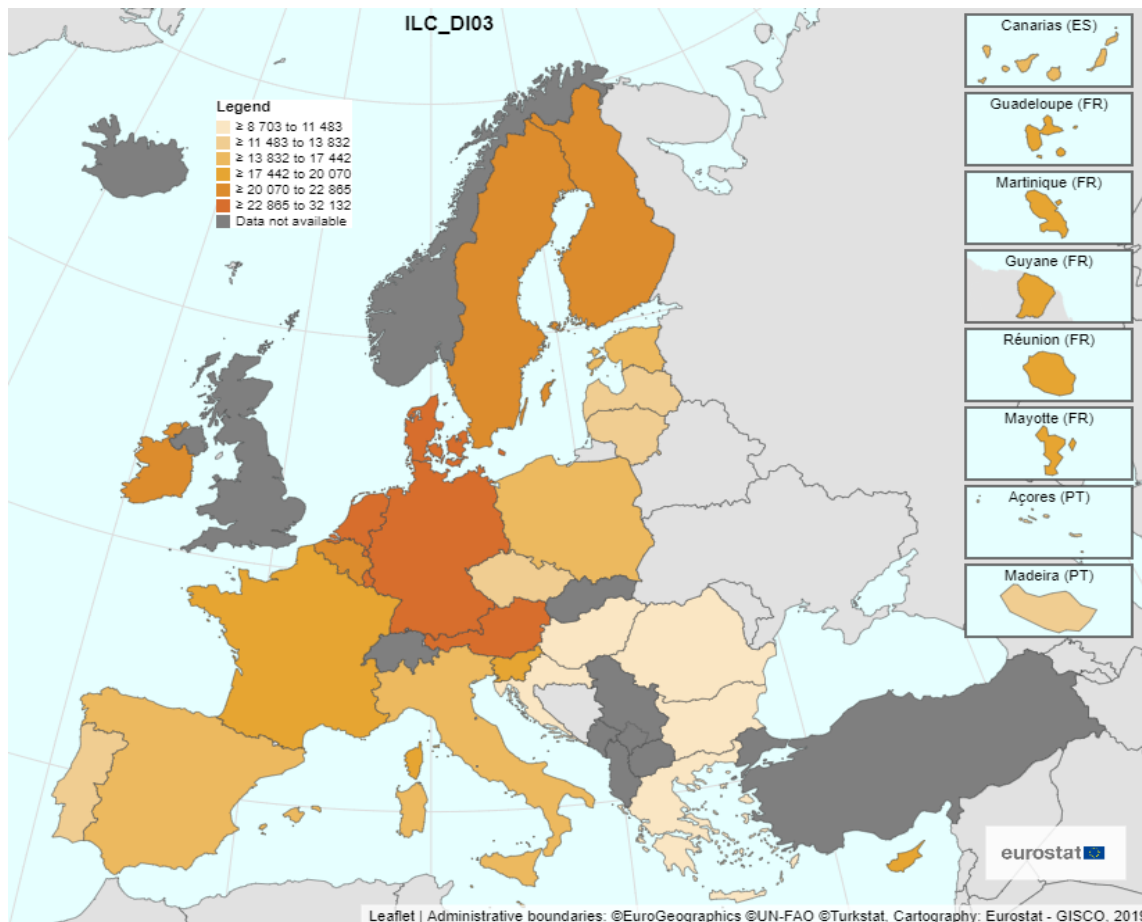 ILC_DI03
Legend
≥ 8 703 to 11 483
≥ 11 483 to 13 832
≥ 13 832 to 17 442
≥ 17 442 to 20 070
≥ 20 070 to 22 865
≥ 22 865 to 32 132
Data not available
Canarias (ES)
Guadeloupe (FR)
Martinique (FR)
Guyane (FR)
Réunion (FR)
Mayotte (FR)
Açores (PT)
Madeira (PT)
eurostat
Leaflet | Administrative boundaries: ©EuroGeographics ©UN-FAO ©Turkstat, Cartography: Eurostat - GISCO, 201